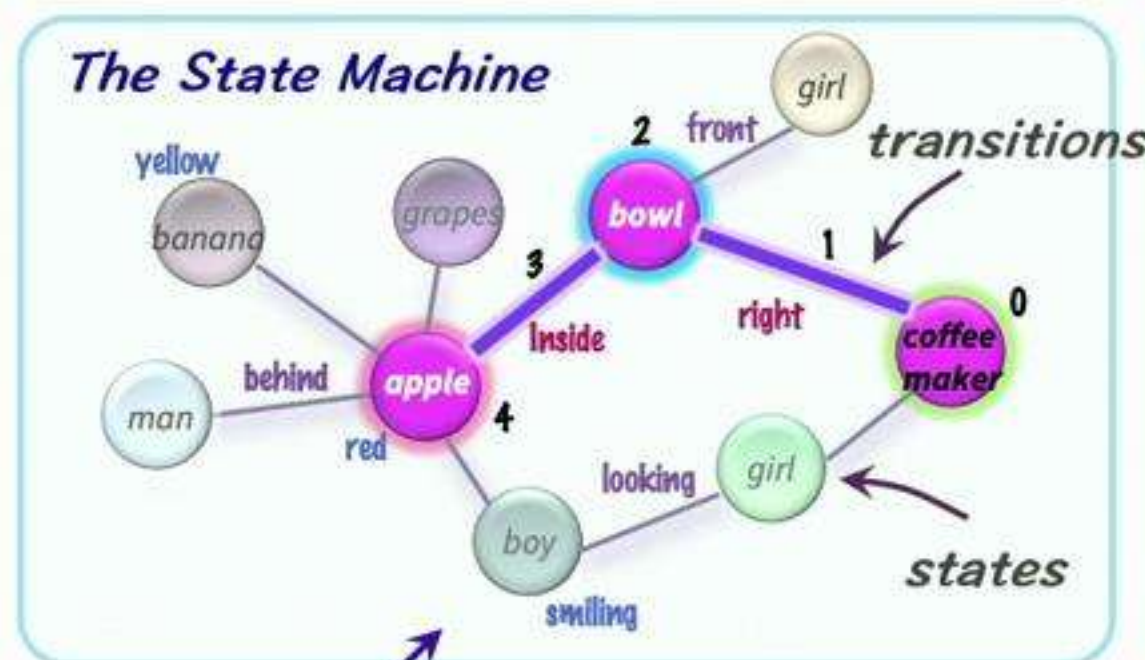 The State Machine
girl
2
front
transitions
yellow
grapes
bowl
banana
1
3
right
0
Inside
coffee
maker
behind
apple
man
4
red
looking
girl
boy
states
smiling